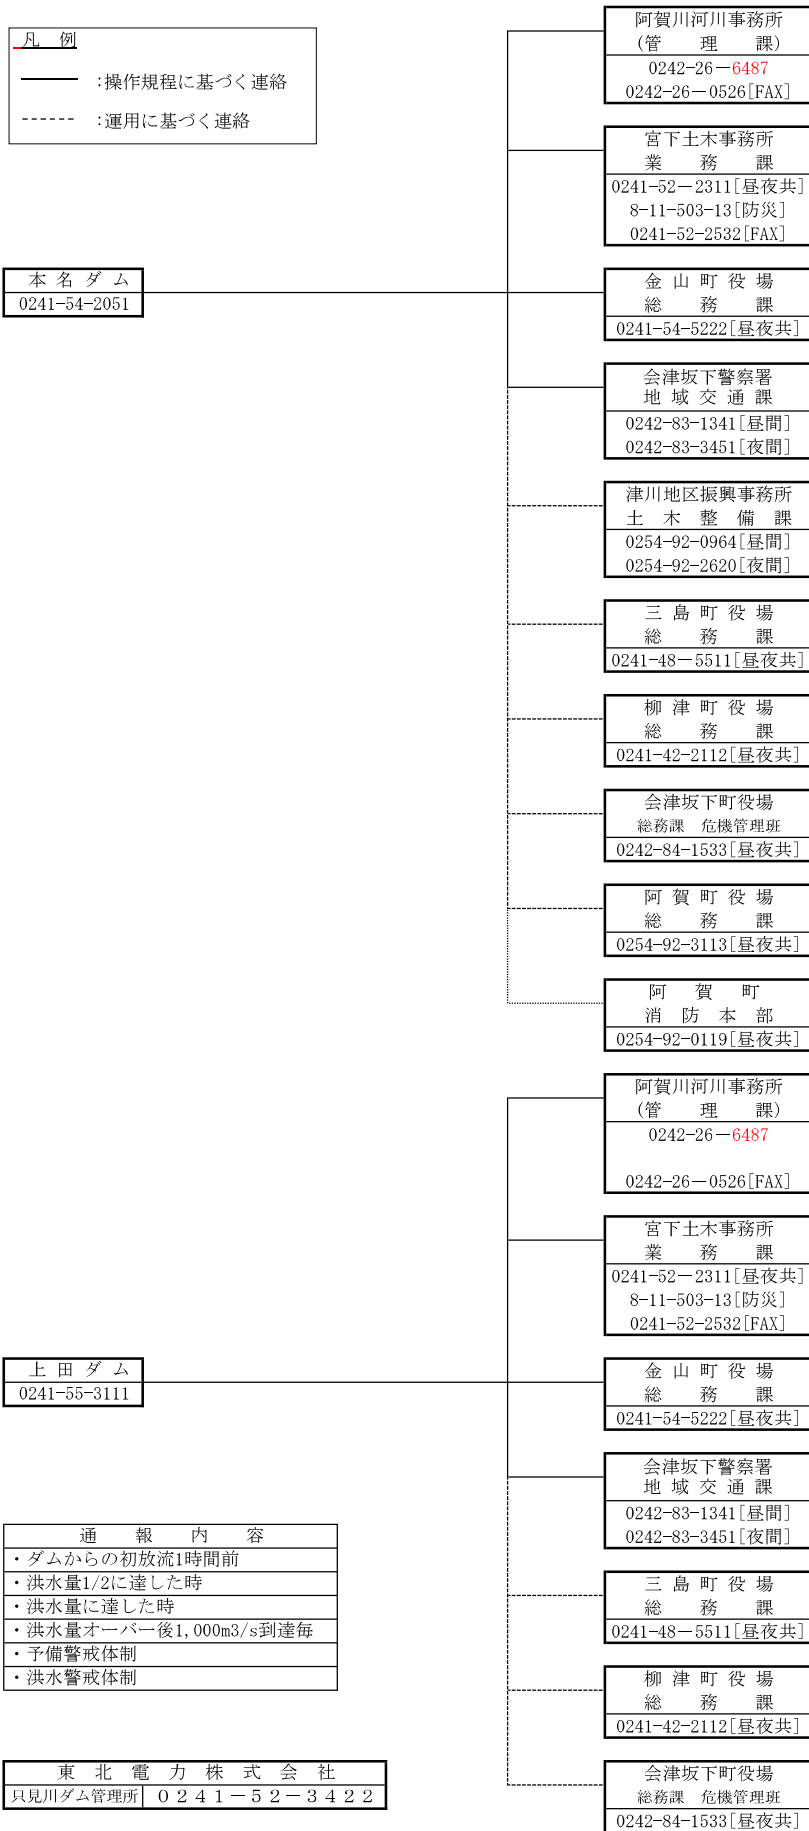 凡　例
:操作規程に基づく連絡
:運用に基づく連絡
本 名 ダ ム
0241-54-2051
阿賀川河川事務所
(管　理　課)
0242-26－6487
0242-26－0526[FAX]
宮下土木事務所
業　務　課
0241-52－2311[昼夜共]
8-11-503-13[防災]
0241-52-2532[FAX]
金 山 町 役 場
総　務　課
0241-54-5222[昼夜共]
会津坂下警察署
地 域 交 通 課
0242-83-1341[昼間]
0242-83-3451[夜間]
津川地区振興事務所
土 木 整 備 課
0254-92-0964[昼間]
0254-92-2620[夜間]
三 島 町 役 場
総　務　課
0241-48－5511[昼夜共]
柳 津 町 役 場
総　務　課
0241-42-2112[昼夜共]
会津坂下町役場
総務課　危機管理班
0242-84-1533[昼夜共]
阿 賀 町 役 場
総　務　課
0254-92-3113[昼夜共]
阿　賀　町
消 防 本 部
0254-92-0119[昼夜共]
上 田 ダ ム
0241-55-3111
阿賀川河川事務所
(管　理　課)
0242-26－6487
0242-26－0526[FAX]
宮下土木事務所
業　務　課
0241-52－2311[昼夜共]
8-11-503-13[防災]
0241-52-2532[FAX]
金 山 町 役 場
総　務　課
0241-54-5222[昼夜共]
会津坂下警察署
地 域 交 通 課
0242-83-1341[昼間]
0242-83-3451[夜間]
三 島 町 役 場
総　務　課
0241-48－5511[昼夜共]
柳 津 町 役 場
総　務　課
0241-42-2112[昼夜共]
会津坂下町役場
総務課　危機管理班
0242-84-1533[昼夜共]
通　報　内　容
・ダムからの初放流1時間前
・洪水量1/2に達した時
・洪水量に達した時
・洪水量オーバー後1,000m3/s到達毎
・予備警戒体制
・洪水警戒体制
東 北 電 力 株 式 会 社
只見川ダム管理所 ０２４１－５２－３４２２